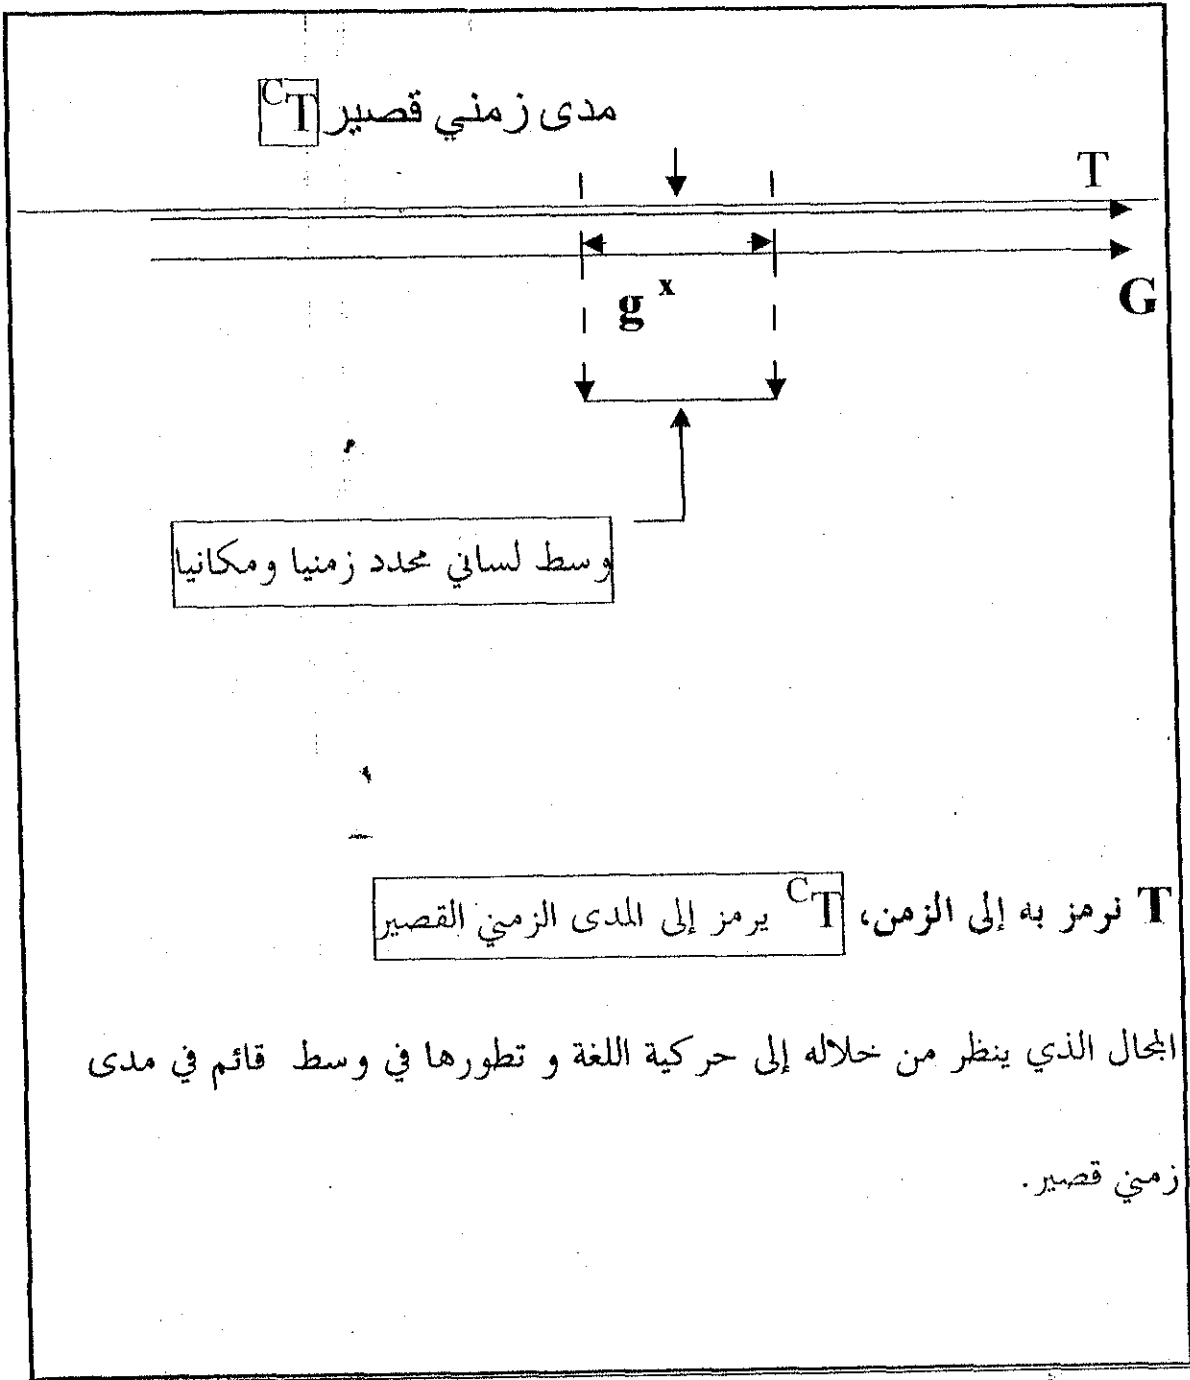 مدى زمني قصير ᶜT
T
G
g ˣ
وسط لساني محدد زمنيا ومكانيا
T نرمز به إلى الزمن، ᶜT يرمز إلى المدى الزمني القصير
المجال الذي ينظر من خلاله إلى حركية اللغة و تطورها في وسط قائم في مدى
زمني قصير.